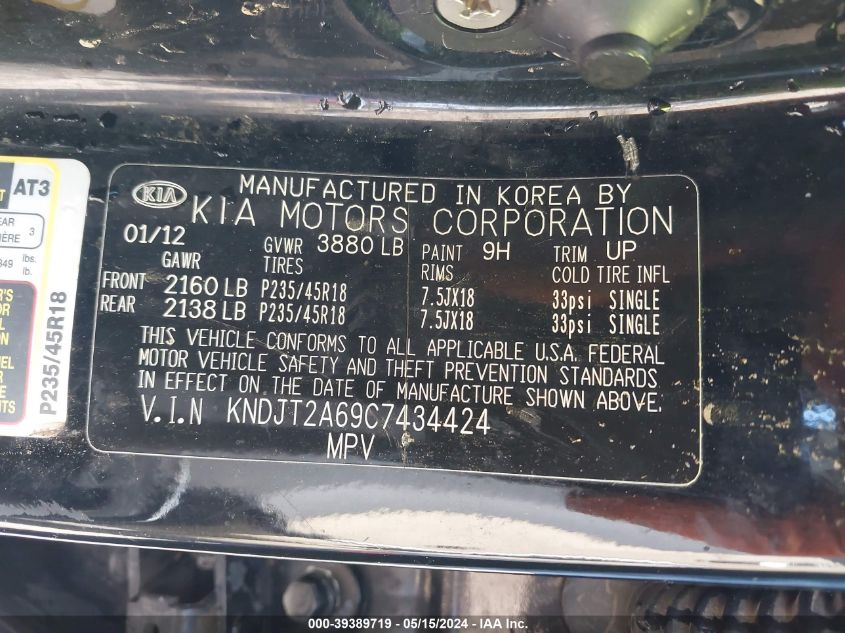 KIA
MANUFACTURED IN KOREA BY
KIA MOTORS CORPORATION
01/12 GVWR 3880 LB PAINT 9H TRIM UP
GAWR TIRES RIMS COLD TIRE INFL
FRONT 2160 LB P235/45R18 7.5JX18 33psi SINGLE
REAR 2138 LB P235/45R18 7.5JX18 33psi SINGLE
THIS VEHICLE CONFORMS TO ALL APPLICABLE U.S.A. FEDERAL
MOTOR VEHICLE SAFETY AND THEFT PREVENTION STANDARDS
IN EFFECT ON THE DATE OF MANUFACTURE SHOWN ABOVE.
V.I.N KNDJT2A69C7434424
MPV
AT3
3
lbs.
lb.
P235/45R18
000-39389719 - 05/15/2024 - IAA Inc.